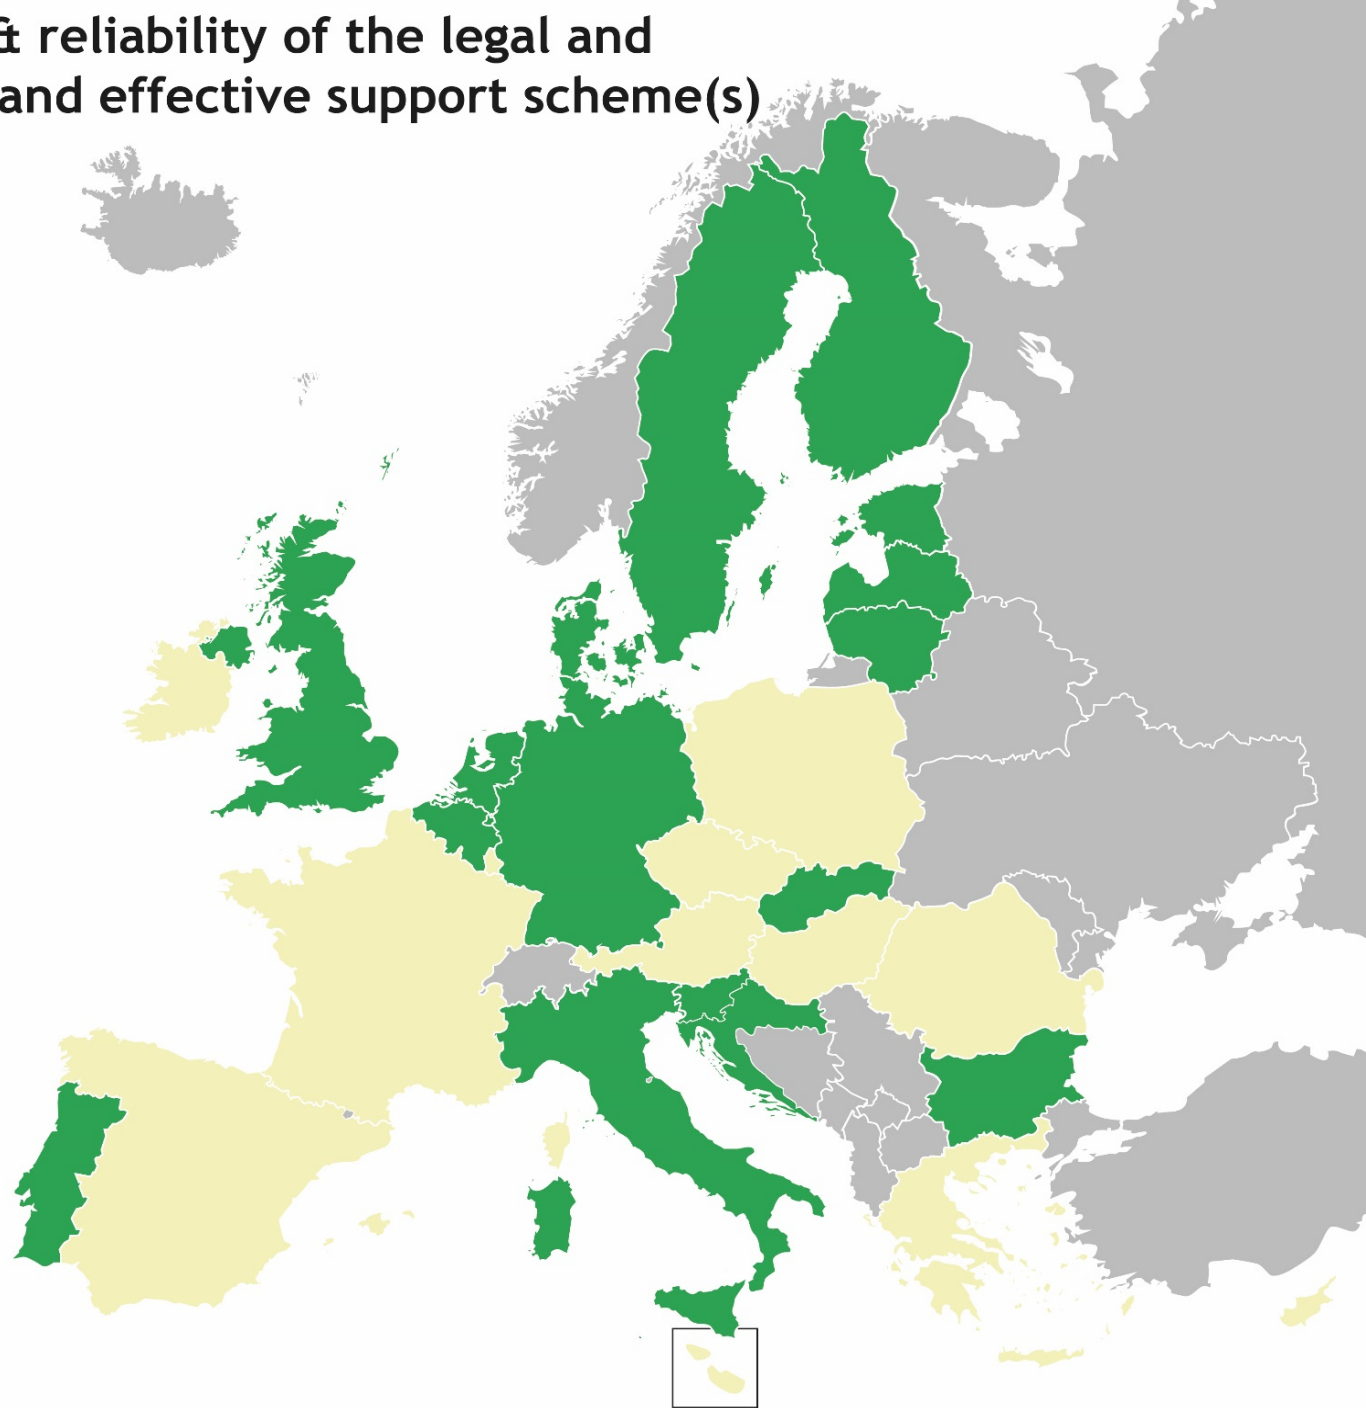 & reliability of the legal and
and effective support scheme(s)